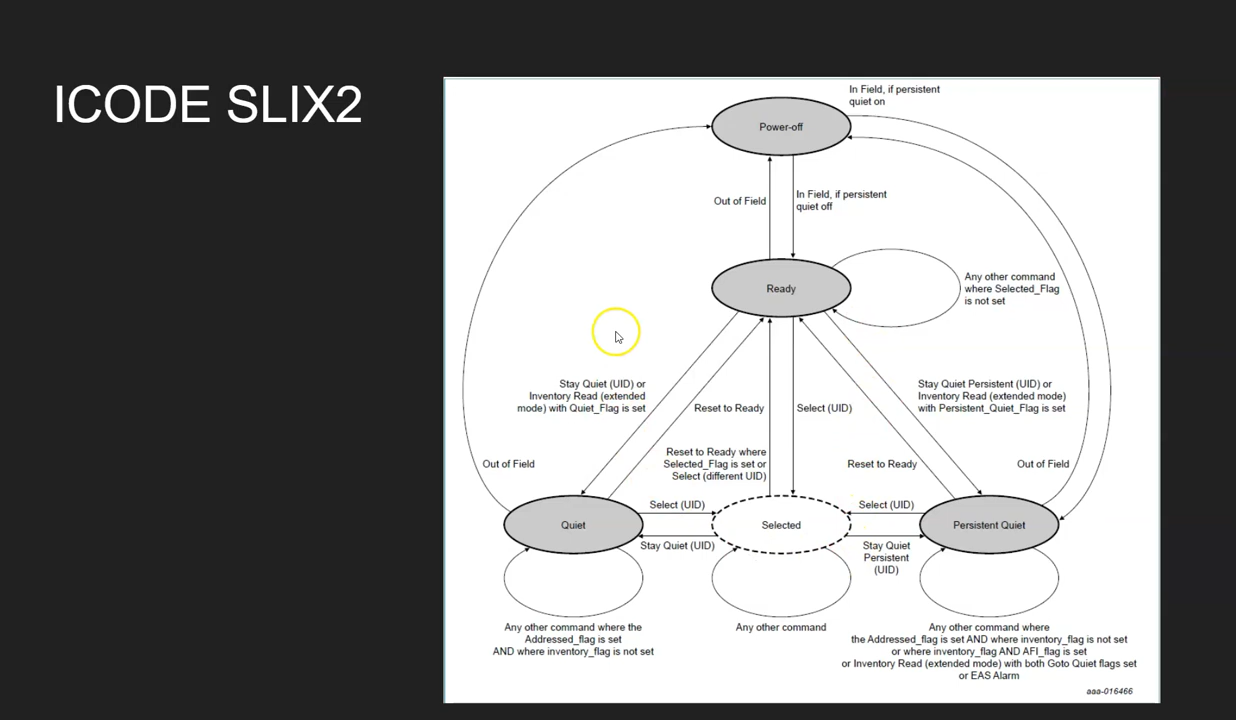 ICODE SLIX2
In Field, if persistent
quiet on
Power-off
Out of Field
In Field, if persistent
quiet off
Ready
Any other command
where Selected_Flag
is not set
Stay Quiet (UID) or
Inventory Read (extended
mode) with Quiet_Flag is set
Reset to Ready
Select (UID)
Stay Quiet Persistent (UID) or
Inventory Read (extended mode)
with Persistent_Quiet_Flag is set
Out of Field
Reset to Ready where
Selected_Flag is set or
Select (different UID)
Reset to Ready
Out of Field
Quiet
Select (UID)
Stay Quiet (UID)
Selected
Select (UID)
Stay Quiet
Persistent
(UID)
Persistent Quiet
Any other command where the
Addressed_flag is set
AND where inventory_flag is not set
Any other command
Any other command where
the Addressed_flag is set AND where inventory_flag is not set
or where inventory_flag AND AFI_flag is set
or Inventory Read (extended mode) with both Goto Quiet flags set
or EAS Alarm
aaa-016466